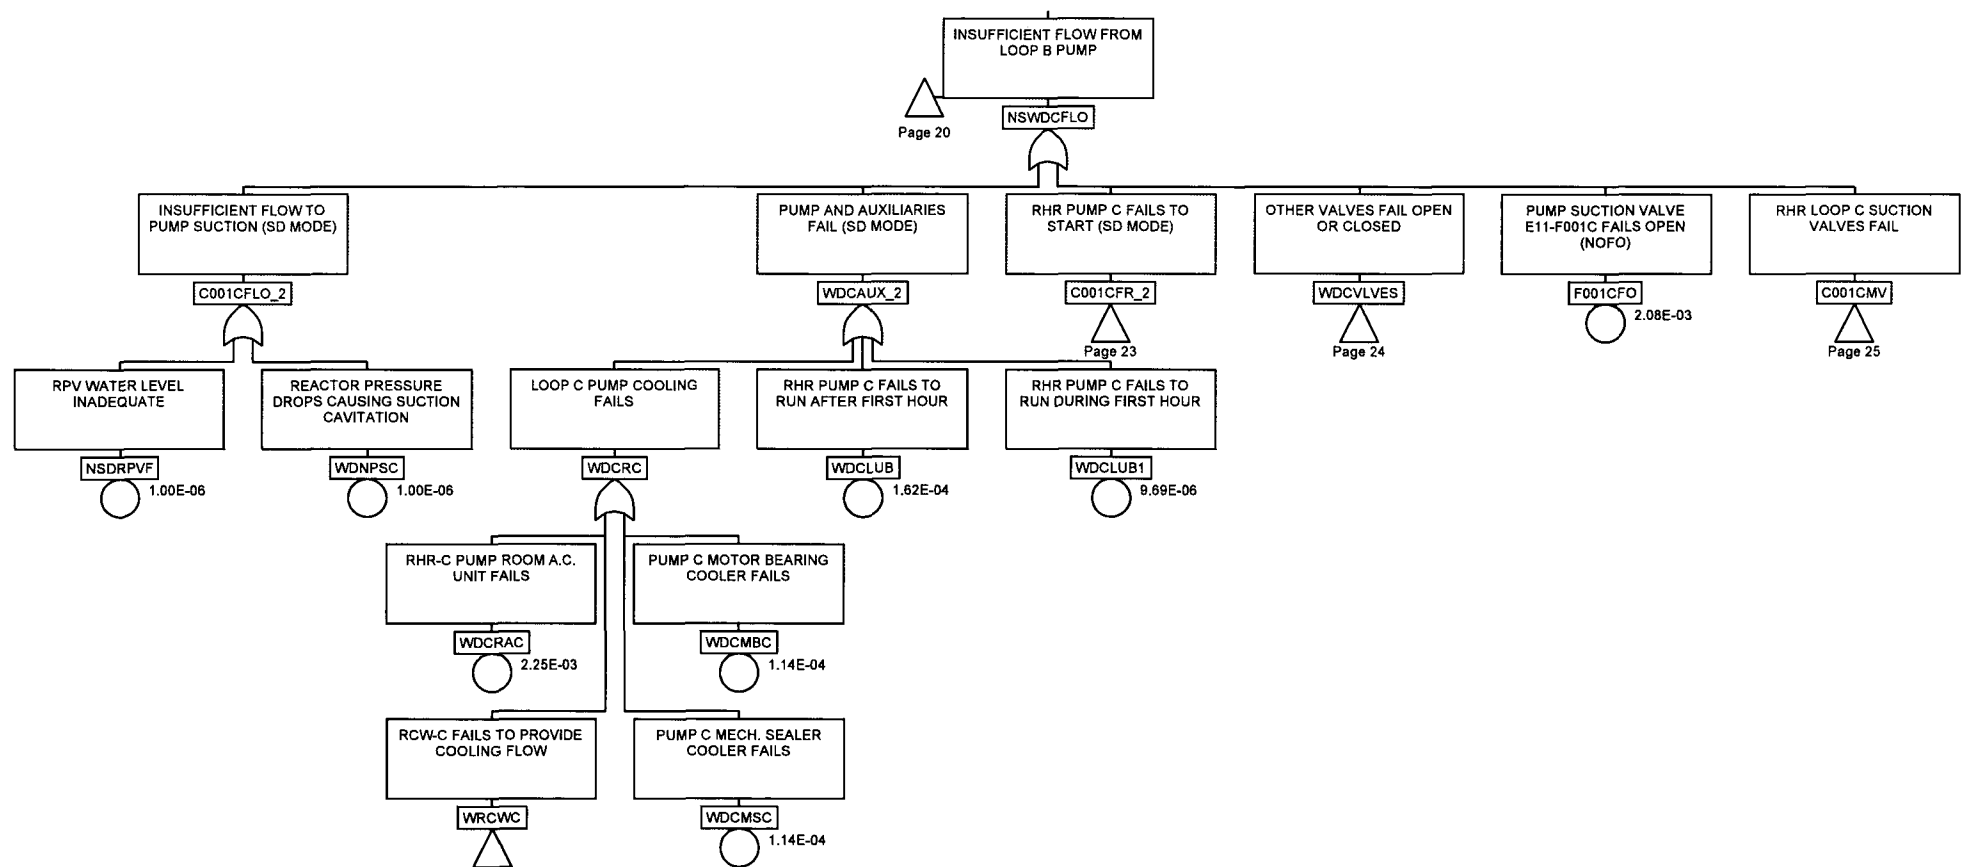 INSUFFICIENT FLOW FROM
LOOP B PUMP
Page 20
NSWDCFLO
INSUFFICIENT FLOW TO
PUMP SUCTION (SD MODE)
C001CFLO_2
PUMP AND AUXILIARIES
FAIL (SD MODE)
WDCAUX_2
RHR PUMP C FAILS TO
START (SD MODE)
C001CFR_2
Page 23
OTHER VALVES FAIL OPEN
OR CLOSED
WDCVLVES
Page 24
PUMP SUCTION VALVE
E11-F001C FAILS OPEN
(NOFO)
F001CFO
2.08E-03
RHR LOOP C SUCTION
VALVES FAIL
C001CMV
Page 25
RPV WATER LEVEL
INADEQUATE
NSDRPVF
1.00E-06
REACTOR PRESSURE
DROPS CAUSING SUCTION
CAVITATION
WDNPSC
1.00E-06
LOOP C PUMP COOLING
FAILS
WDCRC
RHR PUMP C FAILS TO
RUN AFTER FIRST HOUR
WDCLUB
1.62E-04
RHR PUMP C FAILS TO
RUN DURING FIRST HOUR
WDCLUB1
9.69E-06
RHR-C PUMP ROOM A.C.
UNIT FAILS
WDCRAC
2.25E-03
PUMP C MOTOR BEARING
COOLER FAILS
WDCMBC
1.14E-04
RCW-C FAILS TO PROVIDE
COOLING FLOW
WRCWC
PUMP C MECH. SEALER
COOLER FAILS
WDCMSC
1.14E-04